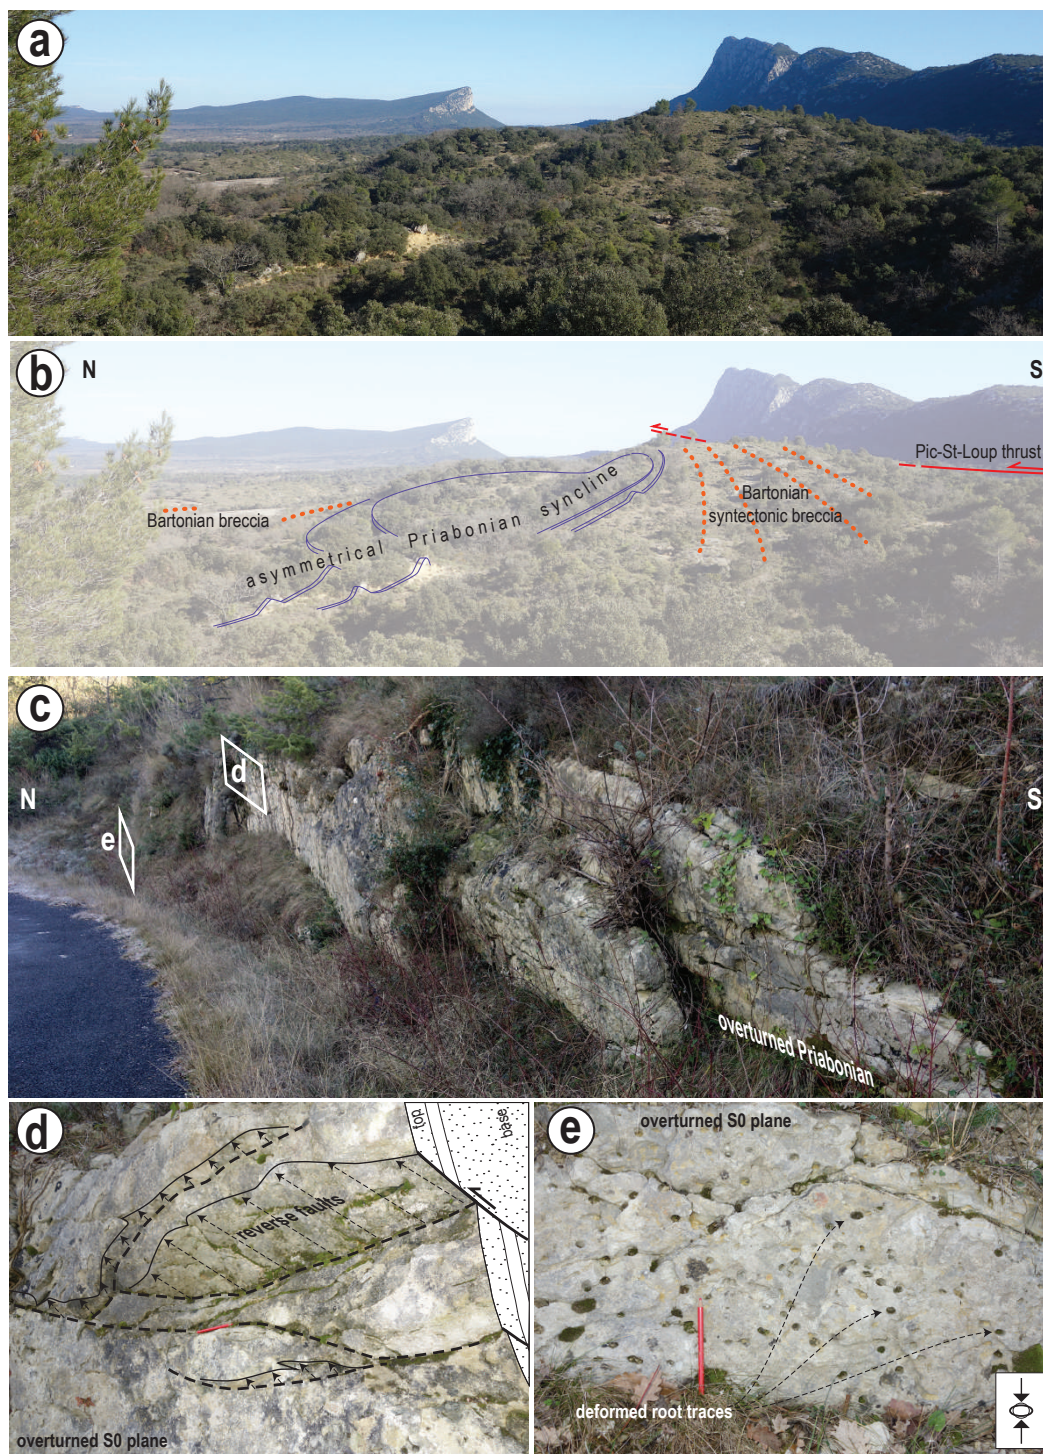 a
b
N
S
Pic-St-Loup thrust
Bartonian breccia
asymmetrical Priabonian syncline
Bartonian
syntectonic breccia
c
N
S
d
e
overturned Priabonian
d
top
base
reverse faults
overturned S0 plane
e
overturned S0 plane
deformed root traces